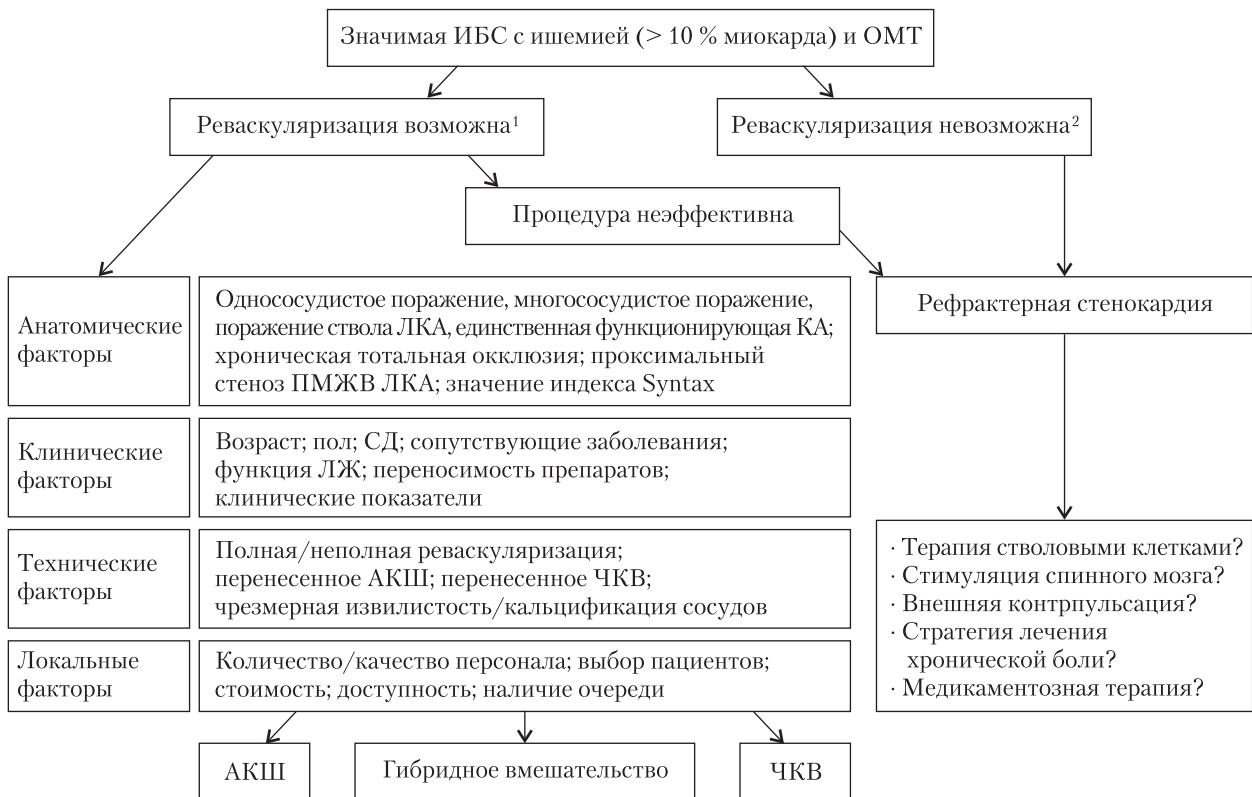 Значимая ИБС с ишемией (> 10 % миокарда) и ОМТ
Реваскуляризация возможна¹
Реваскуляризация невозможна²
Процедура неэффективна
Рефрактерная стенокардия
Анатомические
факторы
Однососудистое поражение, многососудистое поражение,
поражение ствола ЛКА, единственная функционирующая КА;
хроническая тотальная окклюзия; проксимальный
стеноз ПМЖВ ЛКА; значение индекса Syntax
Клинические
факторы
Возраст; пол; СД; сопутствующие заболевания;
функция ЛЖ; переносимость препаратов;
клинические показатели
Технические
факторы
Полная/неполная реваскуляризация;
перенесенное АКШ; перенесенное ЧКВ;
чрезмерная извилистость/кальцификация сосудов
Локальные
факторы
Количество/качество персонала; выбор пациентов;
стоимость; доступность; наличие очереди
· Терапия стволовыми клетками?
· Стимуляция спинного мозга?
· Внешняя контрпульсация?
· Стратегия лечения
хронической боли?
· Медикаментозная терапия?
АКШ
Гибридное вмешательство
ЧКВ